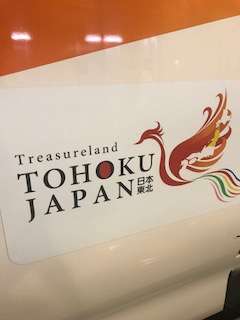 Treasureland
TOHOKU
JAPAN 日本
東北